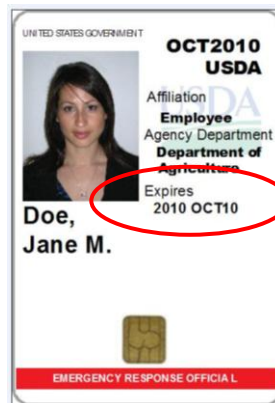 UNITED STATES GOVERNMENT
OCT2010
USDA
Affiliation
Employee
Agency Department
Department of
Agriculture
Expires
2010 OCT10
Doe,
Jane M.
EMERGENCY RESPONSE OFFICIAL